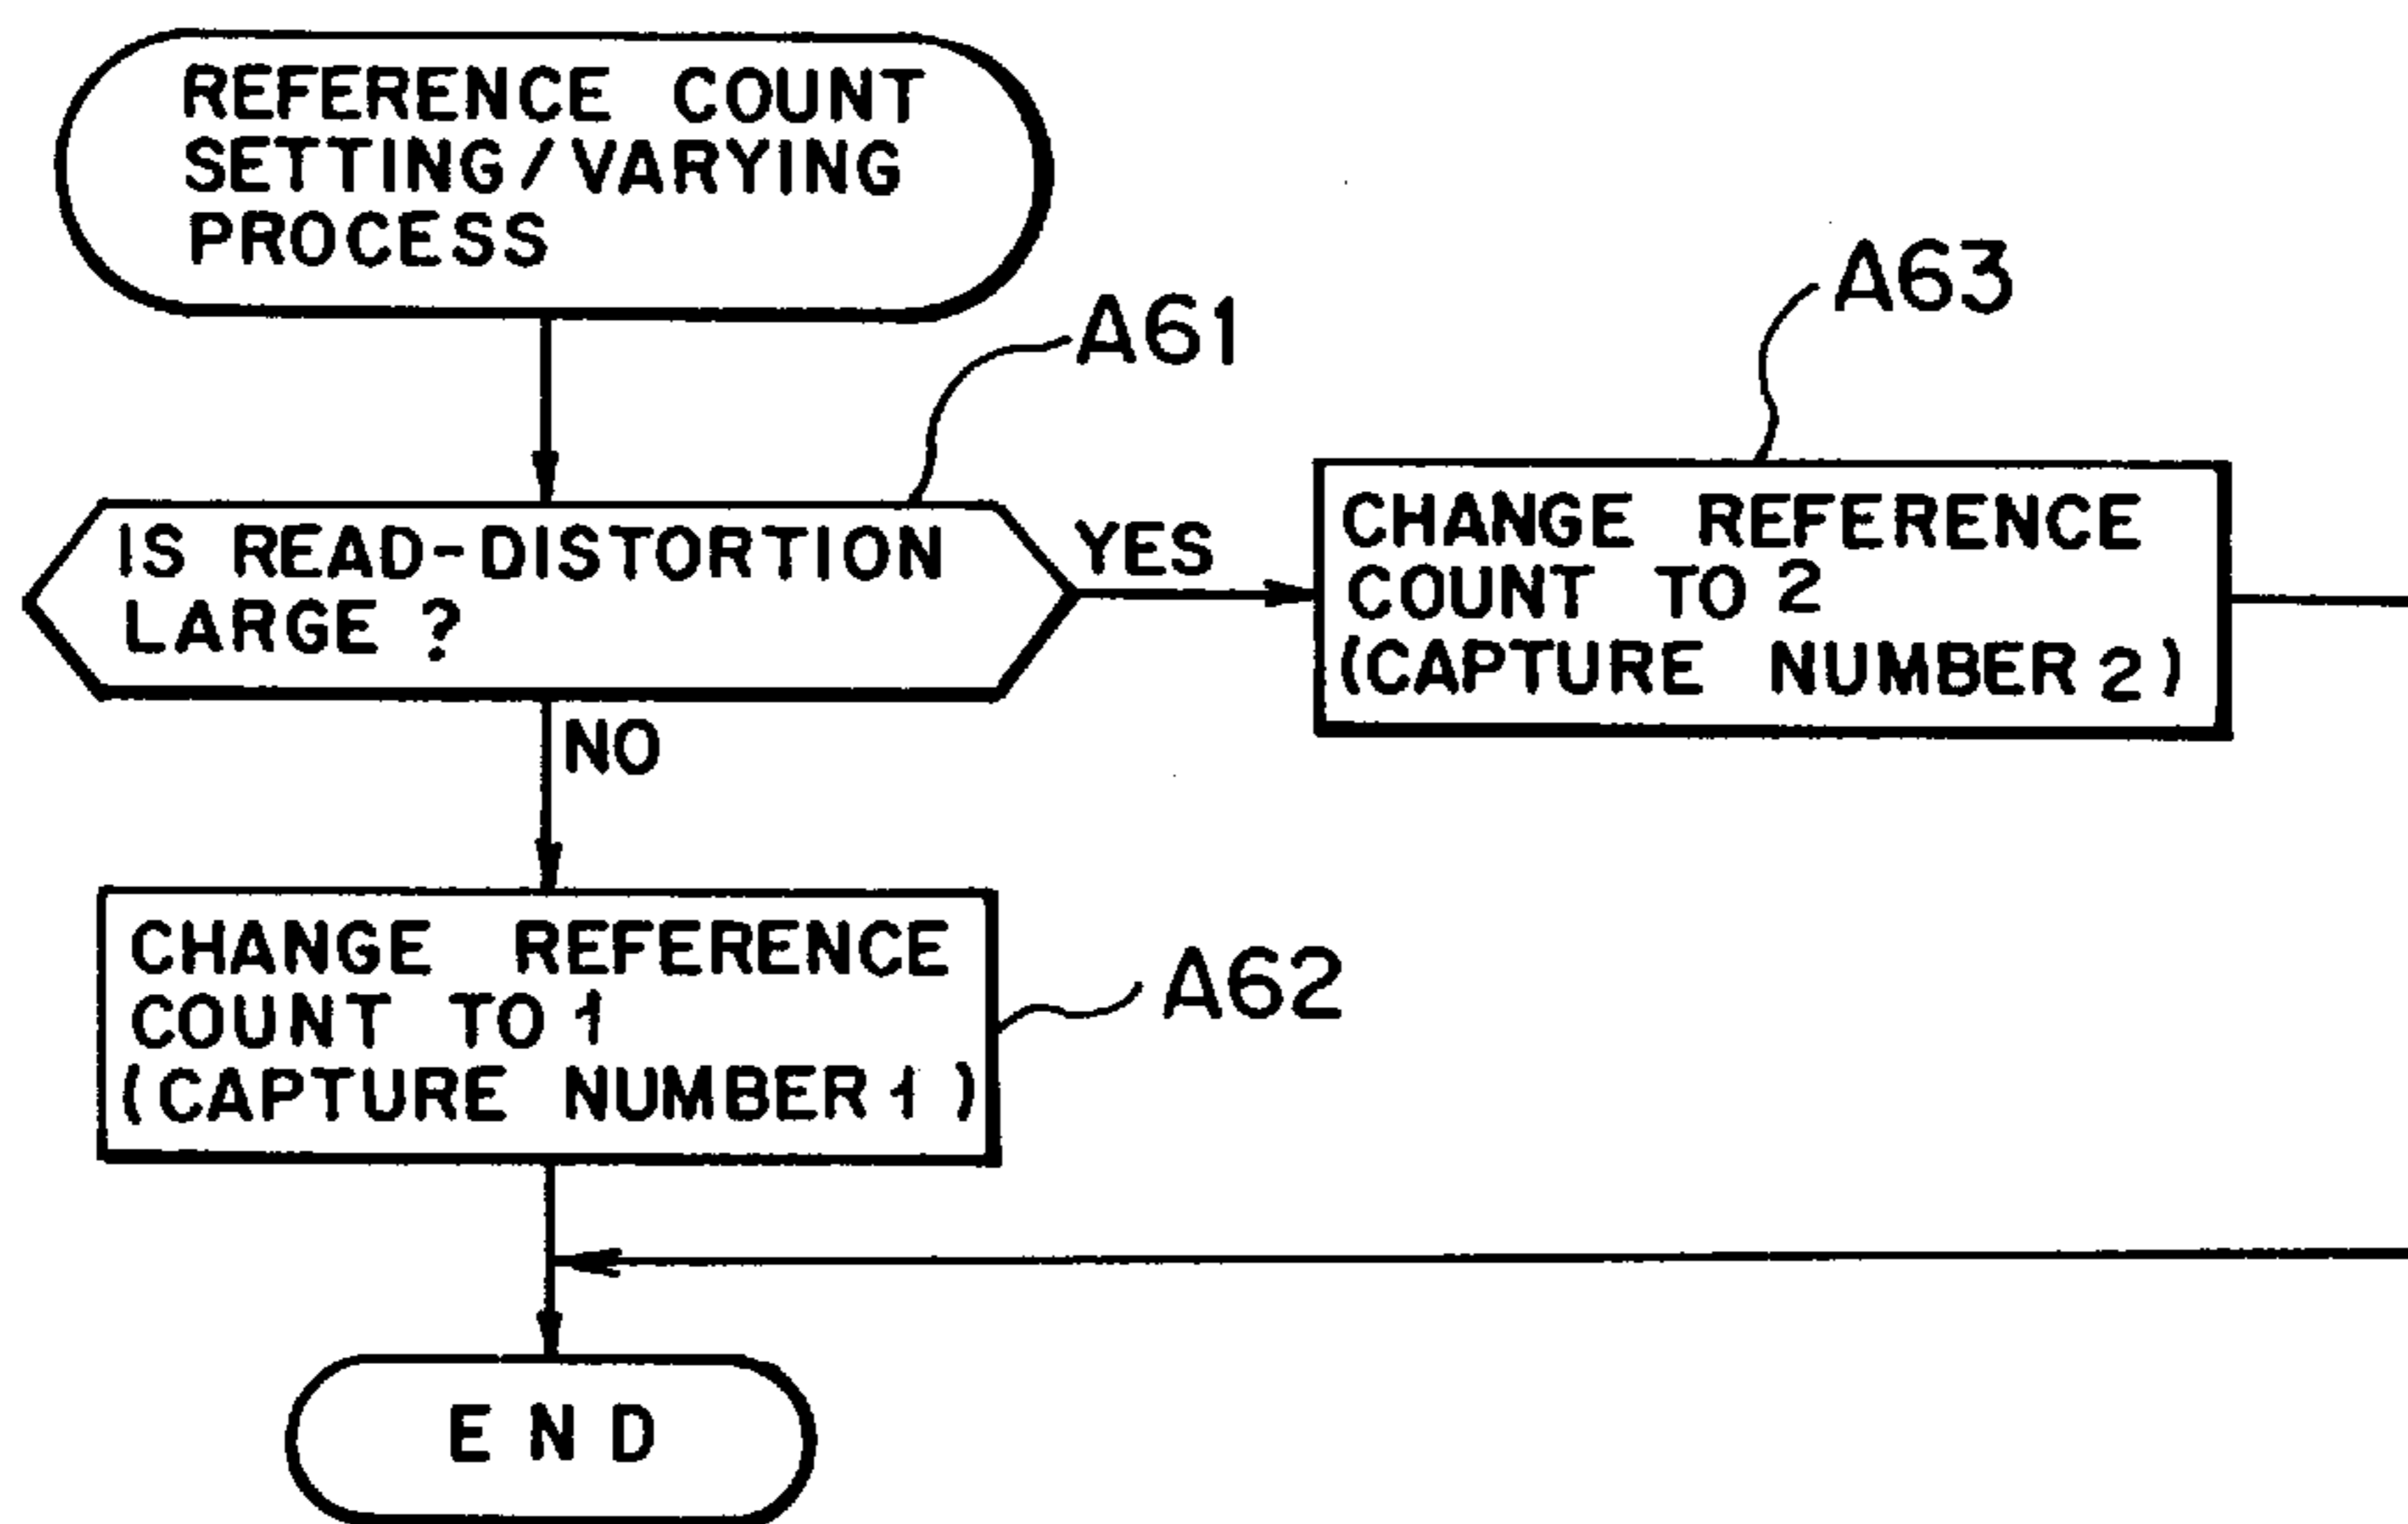 REFERENCE COUNT
SETTING/VARYING
PROCESS
A61
A63
IS READ-DISTORTION
LARGE ?
YES
CHANGE REFERENCE
COUNT TO 2
(CAPTURE NUMBER 2)
NO
CHANGE REFERENCE
COUNT TO 1
(CAPTURE NUMBER 1)
A62
END